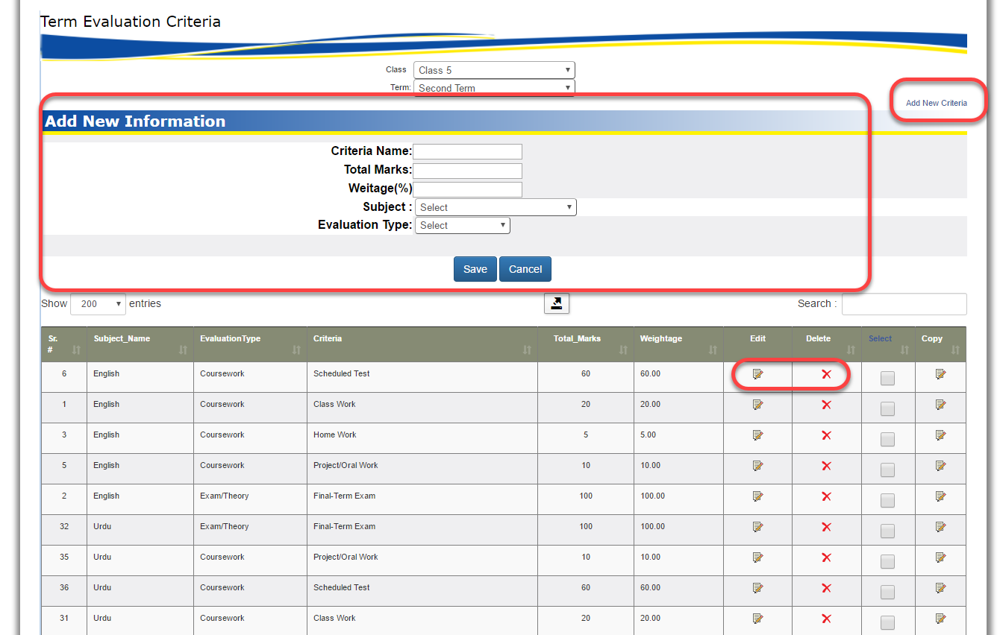 Term Evaluation Criteria
Class Class 5
Term: Second Term
Add New Criteria
Add New Information
Criteria Name:
Total Marks:
Weitage(%)
Subject : Select
Evaluation Type: Select
Save Cancel
Show 200 entries Search :
Sr. # Subject_Name EvaluationType Criteria Total_Marks Weightage Edit Delete Select Copy
6 English Coursework Scheduled Test 60 60.00
1 English Coursework Class Work 20 20.00
3 English Coursework Home Work 5 5.00
5 English Coursework Project/Oral Work 10 10.00
2 English Exam/Theory Final-Term Exam 100 100.00
32 Urdu Exam/Theory Final-Term Exam 100 100.00
35 Urdu Coursework Project/Oral Work 10 10.00
36 Urdu Coursework Scheduled Test 60 60.00
31 Urdu Coursework Class Work 20 20.00